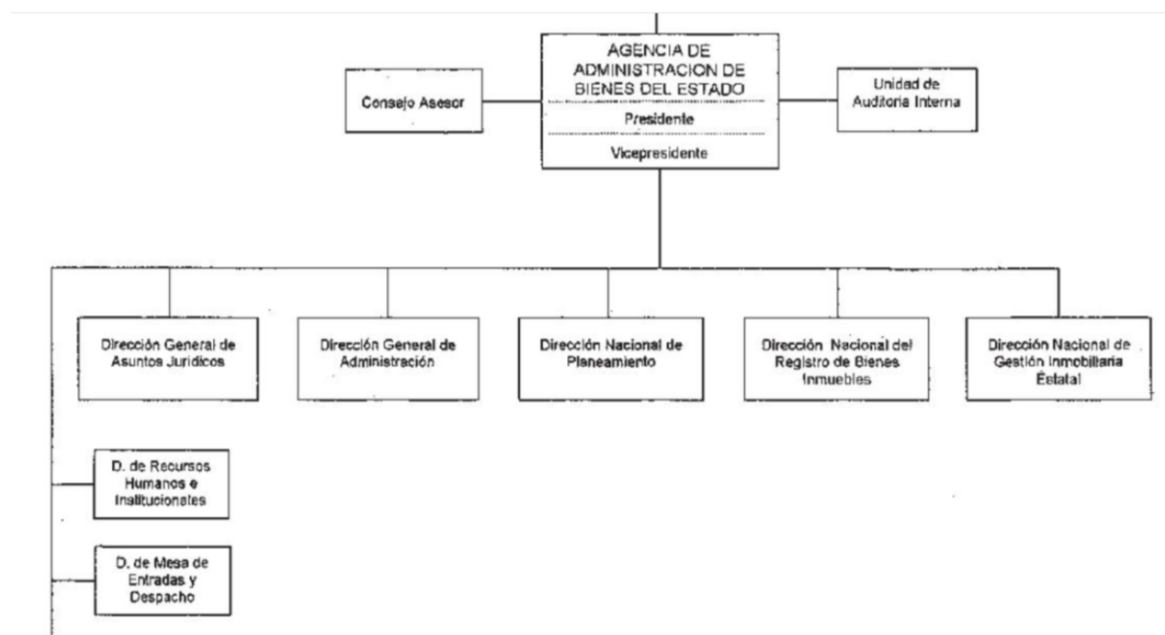 AGENCIA DE
ADMINISTRACION DE
BIENES DEL ESTADO
Presidente
Vicepresidente
Consejo Asesor
Unidad de
Auditoria Interna
Dirección General de
Asuntos Jurídicos
Dirección General de
Administración
Dirección Nacional de
Planeamiento
Dirección Nacional del
Registro de Bienes
Inmuebles
Dirección Nacional de
Gestión Inmobiliaria
Estatal
D. de Recursos
Humanos e
Institucionales
D. de Mesa de
Entradas y
Despacho